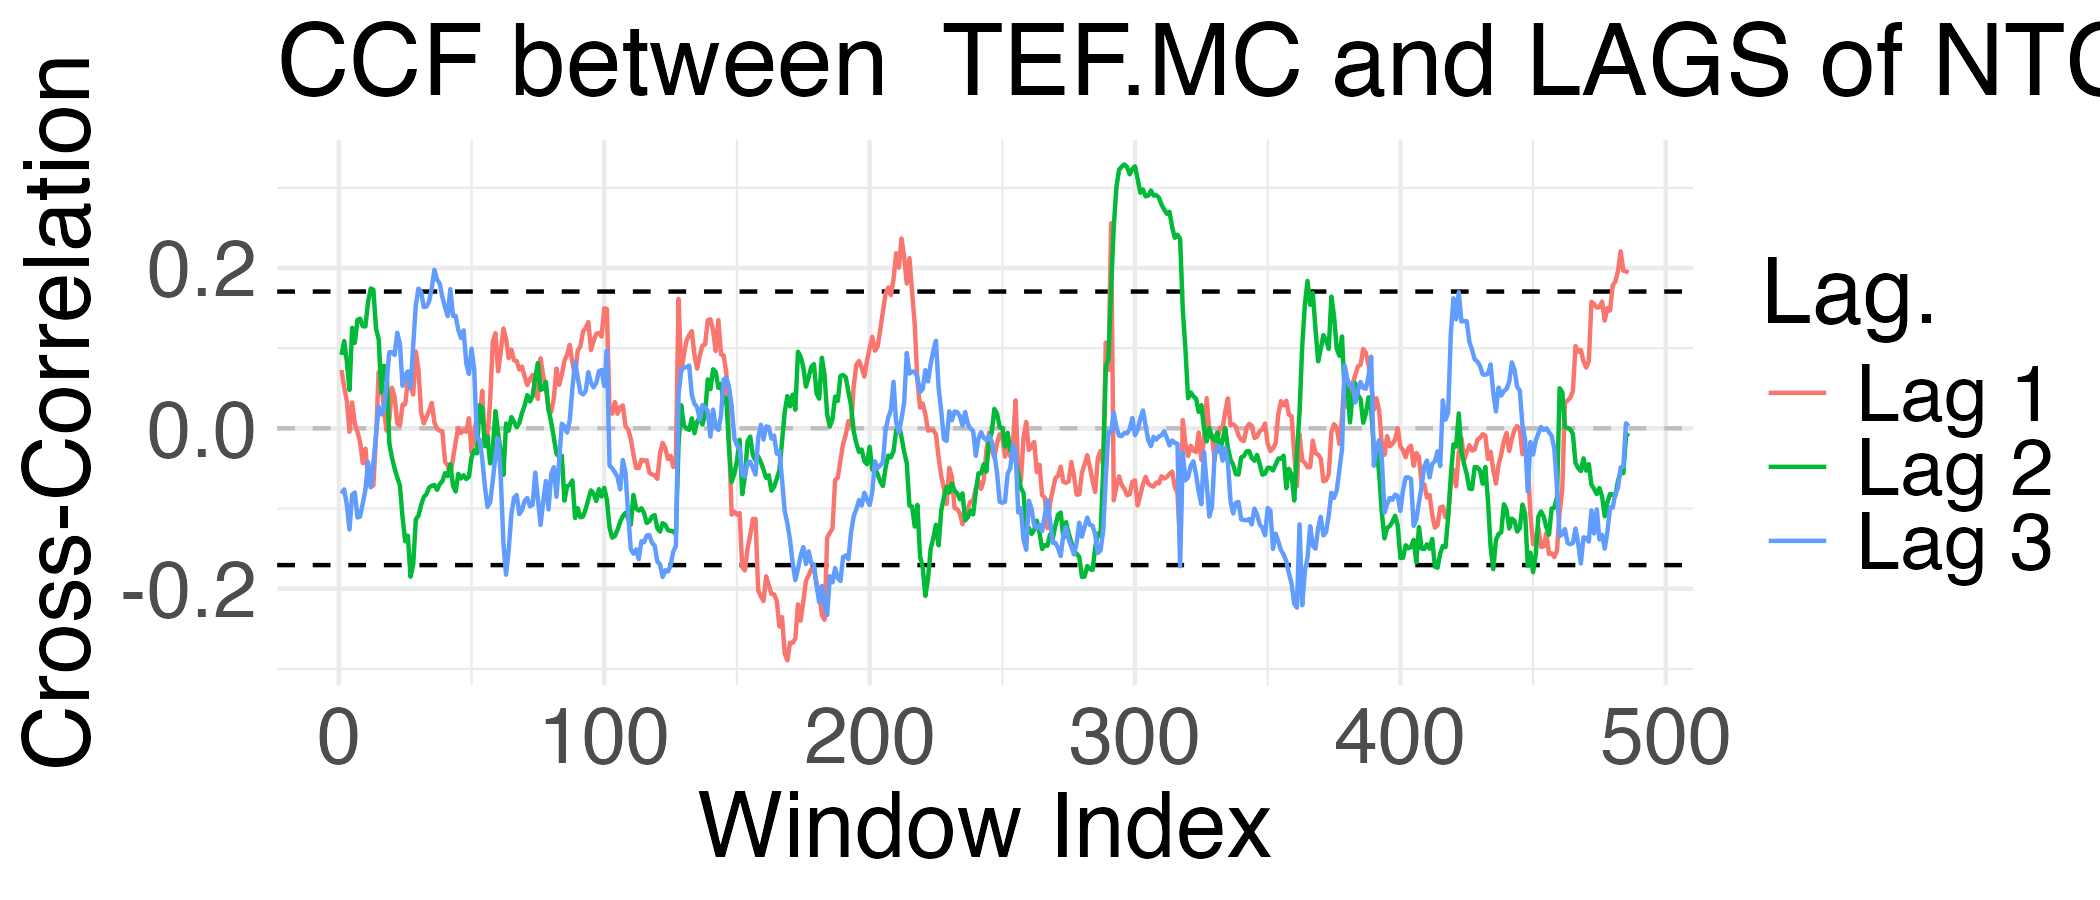 CCF between TEF.MC and LAGS of
Cross-Correlation
0.2
0.0
-0.2
0
100
200
300
400
500
Window Index
Lag.
Lag 1
Lag 2
Lag 3